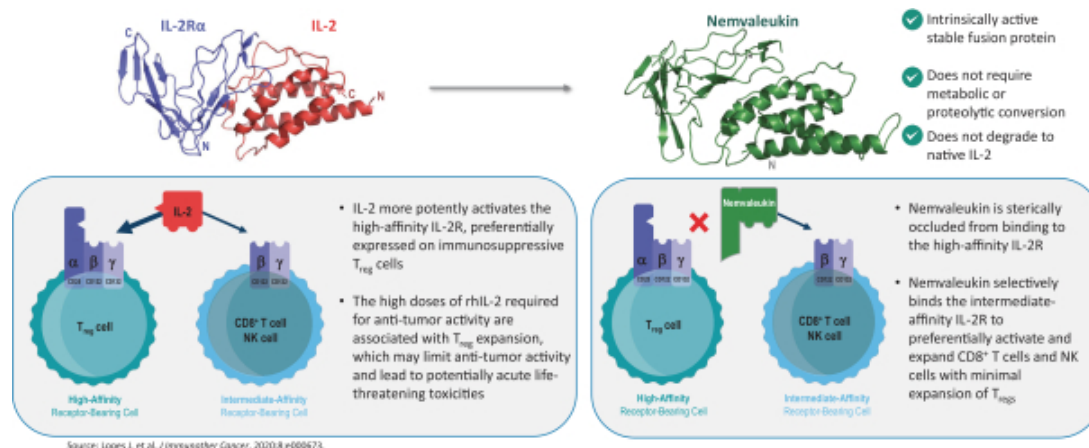 IL-2Rα
IL-2
C
N
C
N
Nemvaleukin
N
Intrinsically active
stable fusion protein
Does not require
metabolic or
proteolytic conversion
Does not degrade to
native IL-2
IL-2
α β γ
β γ
Treg cell
CD8+ T cell
NK cell
High-Affinity
Receptor-Bearing Cell
Intermediate-Affinity
Receptor-Bearing Cell
• IL-2 more potently activates the
high-affinity IL-2R, preferentially
expressed on immunosuppressive
Treg cells
• The high doses of rhIL-2 required
for anti-tumor activity are
associated with Treg expansion,
which may limit anti-tumor activity
and lead to potentially acute life-
threatening toxicities
Nemvaleukin
α β γ
β γ
Treg cell
CD8+ T cell
NK cell
High-Affinity
Receptor-Bearing Cell
Intermediate-Affinity
Receptor-Bearing Cell
• Nemvaleukin is sterically
occluded from binding to
the high-affinity IL-2R
• Nemvaleukin selectively
binds the intermediate-
affinity IL-2R to
preferentially activate and
expand CD8+ T cells and NK
cells with minimal
expansion of Tregs
Source: Lopes J, et al. J Immunother Cancer. 2020;8:e000673.